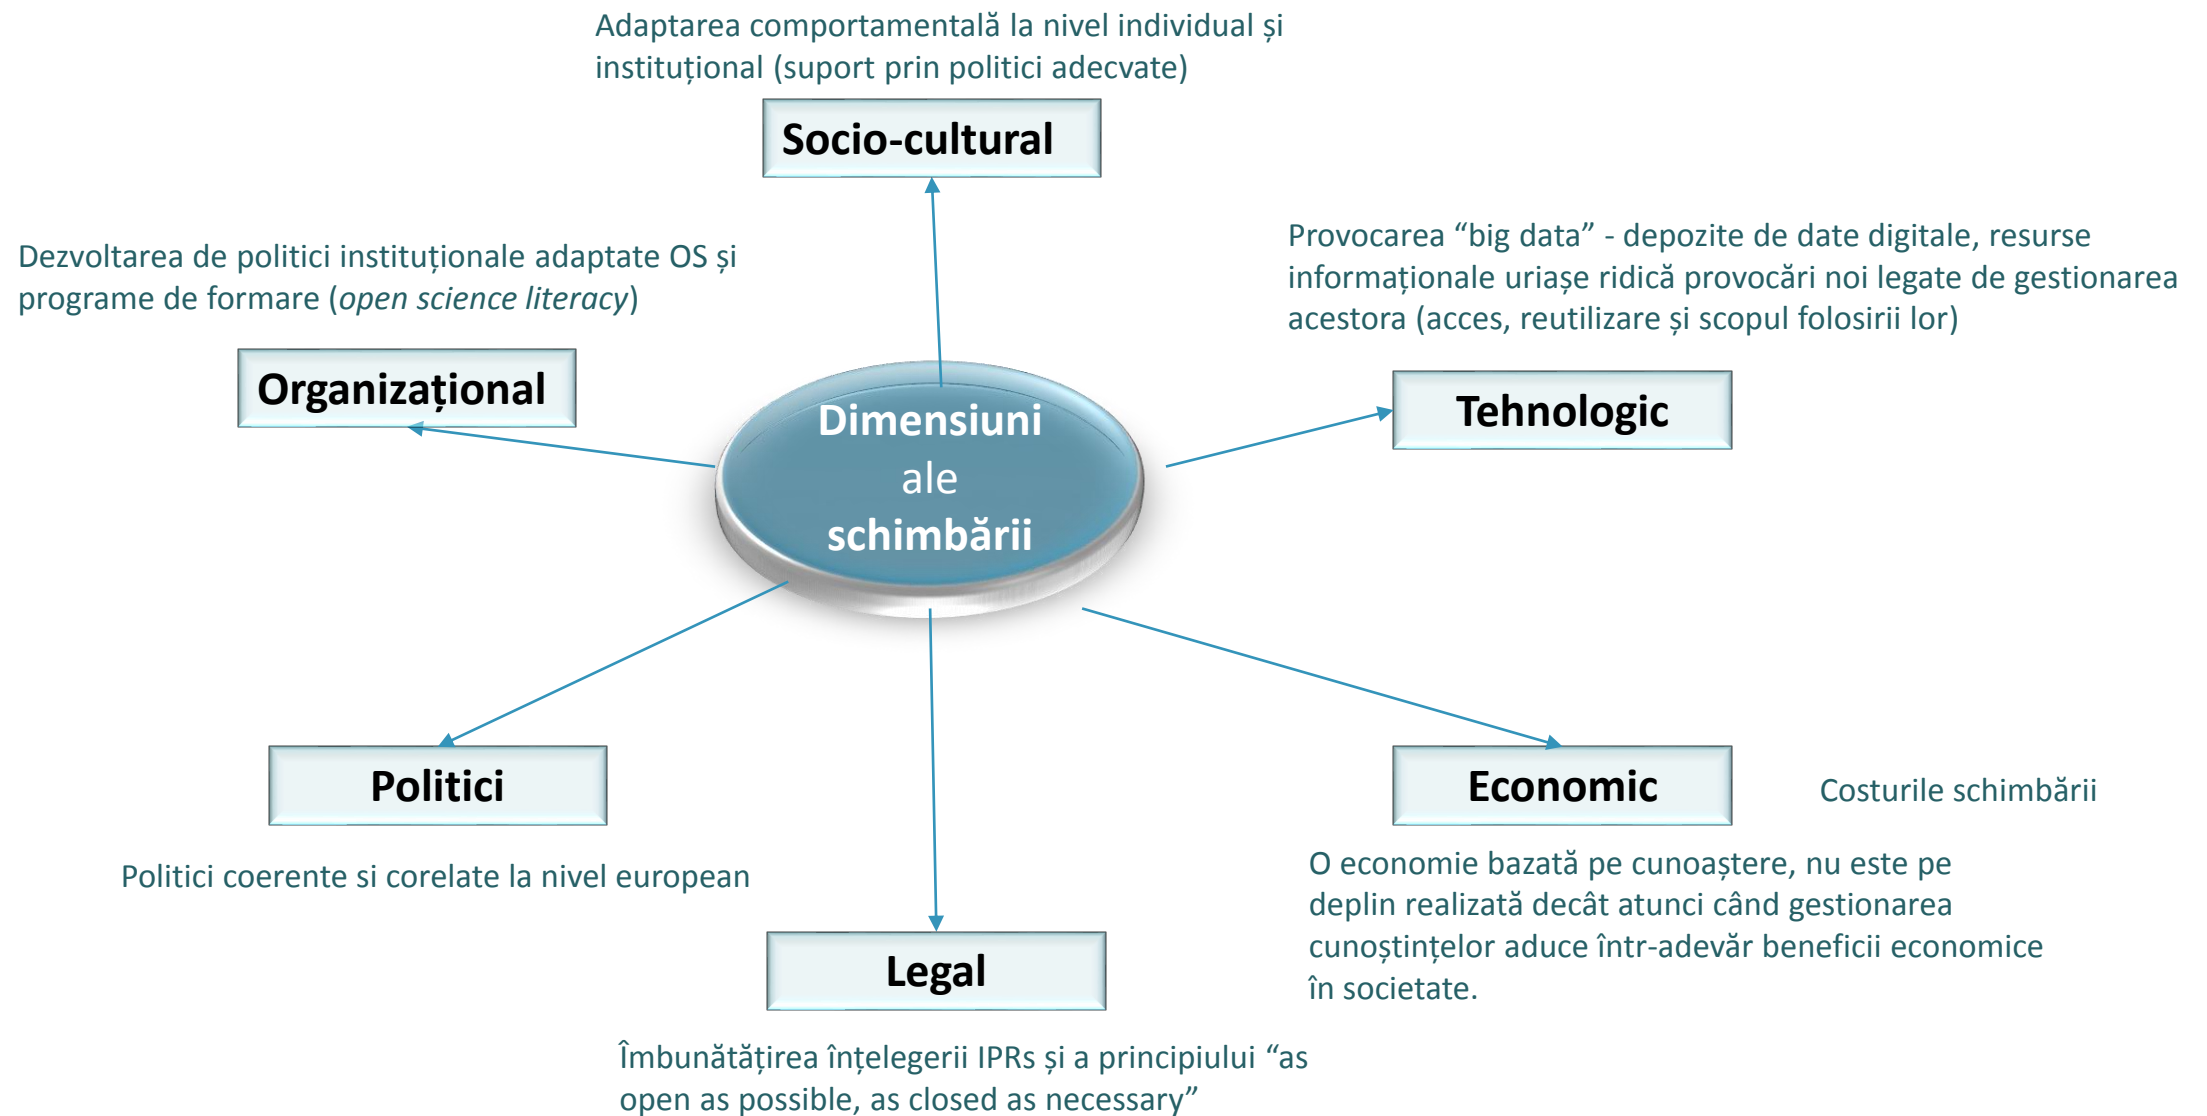 Adaptarea comportamentală la nivel individual și
instituțional (suport prin politici adecvate)
Socio-cultural
Dezvoltarea de politici instituționale adaptate OS și
programe de formare (open science literacy)
Organizațional
Provocarea “big data” - depozite de date digitale, resurse
informaționale uriașe ridică provocări noi legate de gestionarea
acestora (acces, reutilizare și scopul folosirii lor)
Tehnologic
Dimensiuni
ale
schimbării
Politici
Politici coerente si corelate la nivel european
Economic
Costurile schimbării
O economie bazată pe cunoaștere, nu este pe
deplin realizată decât atunci când gestionarea
cunoștințelor aduce într-adevăr beneficii economice
în societate.
Legal
Îmbunătățirea înțelegerii IPRs și a principiului “as
open as possible, as closed as necessary”